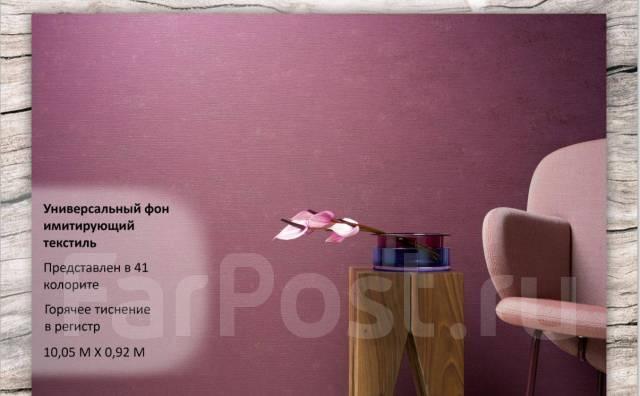 Универсальный фон
имитирующий
текстиль
Представлен в 41
колорите
Горячее тиснение
в регистр
10,05 М X 0,92 М
FarPost.ru